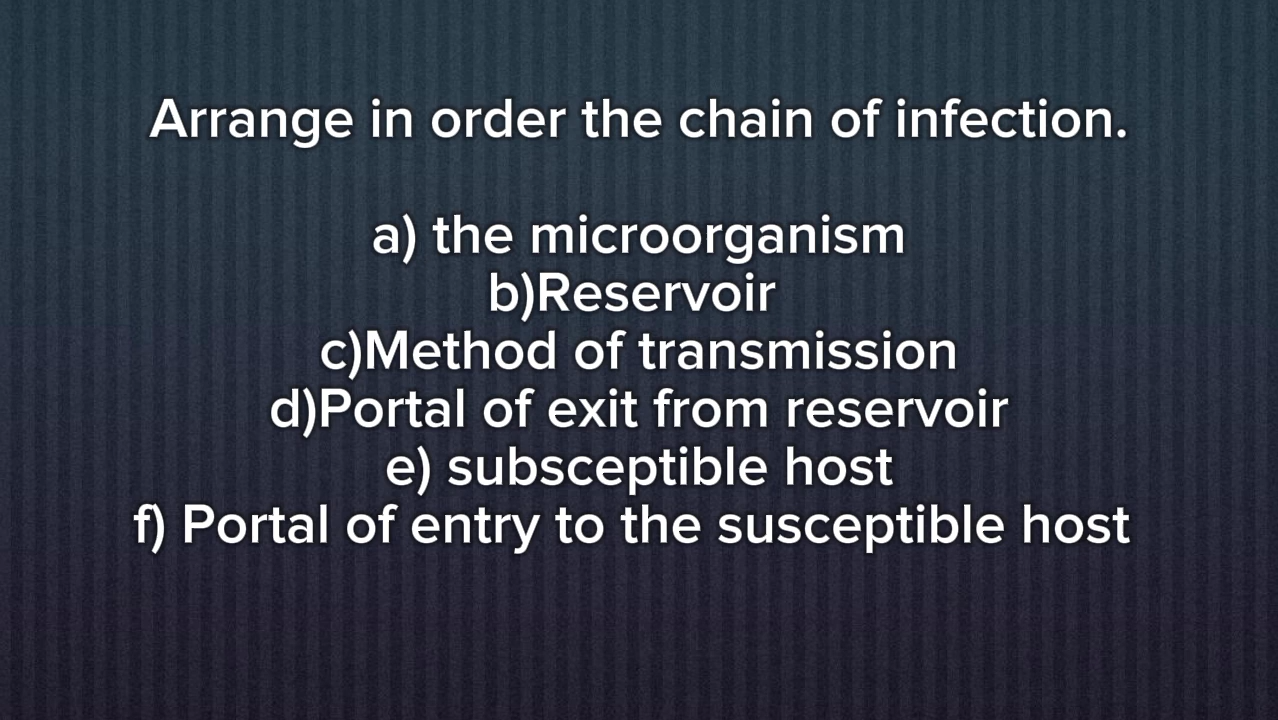 Arrange in order the chain of infection.
a) the microorganism
b)Reservoir
c)Method of transmission
d)Portal of exit from reservoir
e) subsceptible host
f) Portal of entry to the susceptible host